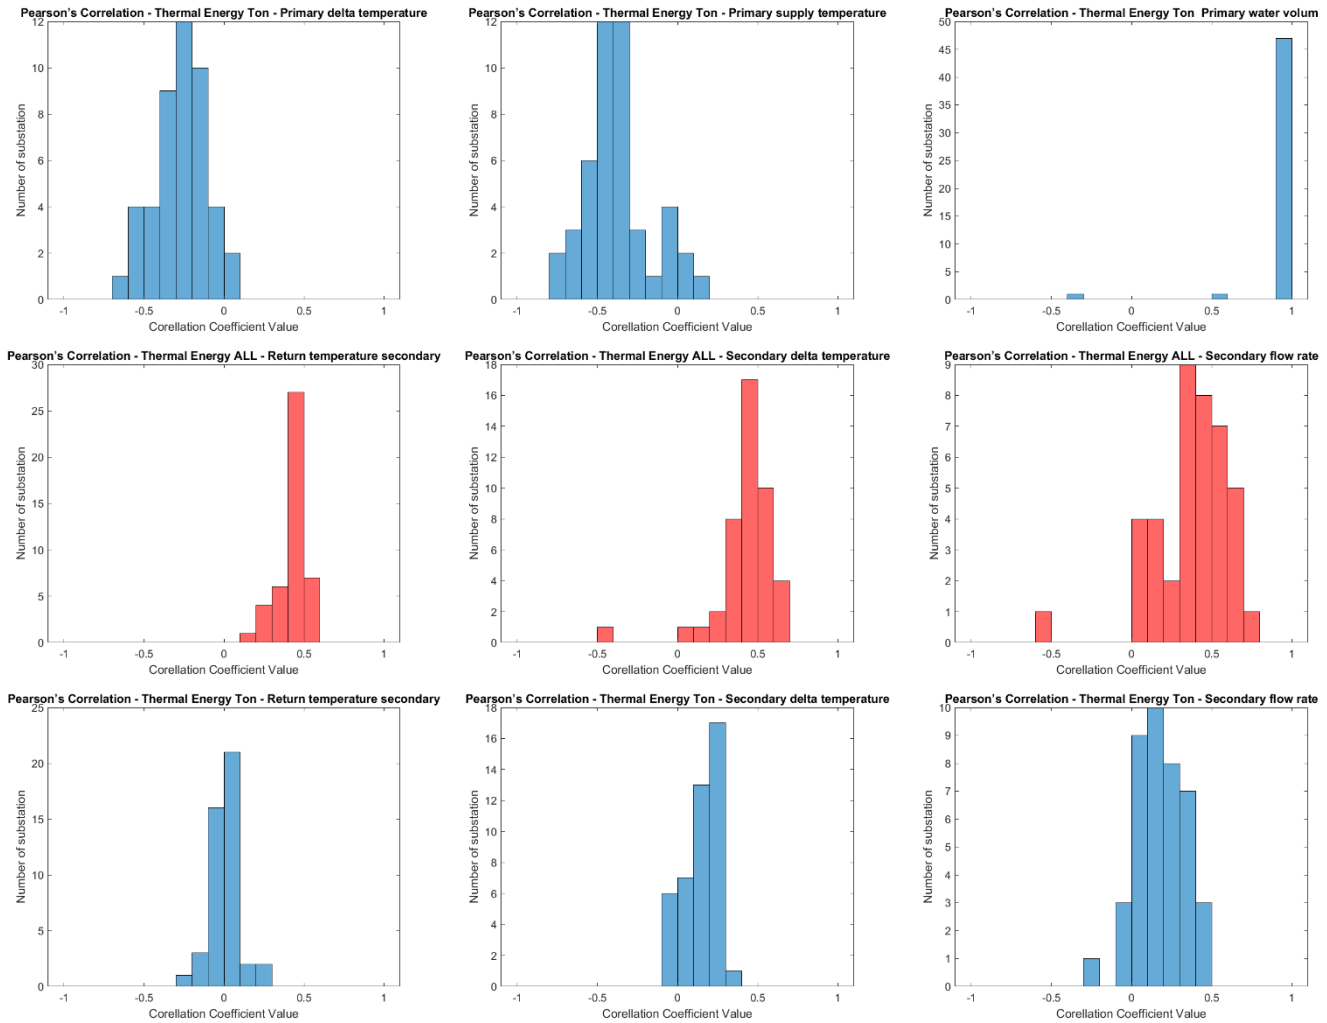 Pearson's Correlation - Thermal Energy Ton - Primary delta temperature
12
10
8
6
4
2
0
Number of substation
-1 -0.5 0 0.5 1
Corellation Coefficient Value
Pearson's Correlation - Thermal Energy Ton - Primary supply temperature
12
10
8
6
4
2
0
Number of substation
-1 -0.5 0 0.5 1
Corellation Coefficient Value
Pearson's Correlation - Thermal Energy Ton Primary water volum
50
45
40
35
30
25
20
15
10
5
0
Number of substation
-1 -0.5 0 0.5 1
Corellation Coefficient Value
Pearson's Correlation - Thermal Energy ALL - Return temperature secondary
30
25
20
15
10
5
0
Number of substation
-1 -0.5 0 0.5 1
Corellation Coefficient Value
Pearson's Correlation - Thermal Energy ALL - Secondary delta temperature
18
16
14
12
10
8
6
4
2
0
Number of substation
-1 -0.5 0 0.5 1
Corellation Coefficient Value
Pearson's Correlation - Thermal Energy ALL - Secondary flow rate
9
8
7
6
5
4
3
2
1
0
Number of substation
-1 -0.5 0 0.5 1
Corellation Coefficient Value
Pearson's Correlation - Thermal Energy Ton - Return temperature secondary
25
20
15
10
5
0
Number of substation
-1 -0.5 0 0.5 1
Corellation Coefficient Value
Pearson's Correlation - Thermal Energy Ton - Secondary delta temperature
18
16
14
12
10
8
6
4
2
0
Number of substation
-1 -0.5 0 0.5 1
Corellation Coefficient Value
Pearson's Correlation - Thermal Energy Ton - Secondary flow rate
10
9
8
7
6
5
4
3
2
1
0
Number of substation
-1 -0.5 0 0.5 1
Corellation Coefficient Value